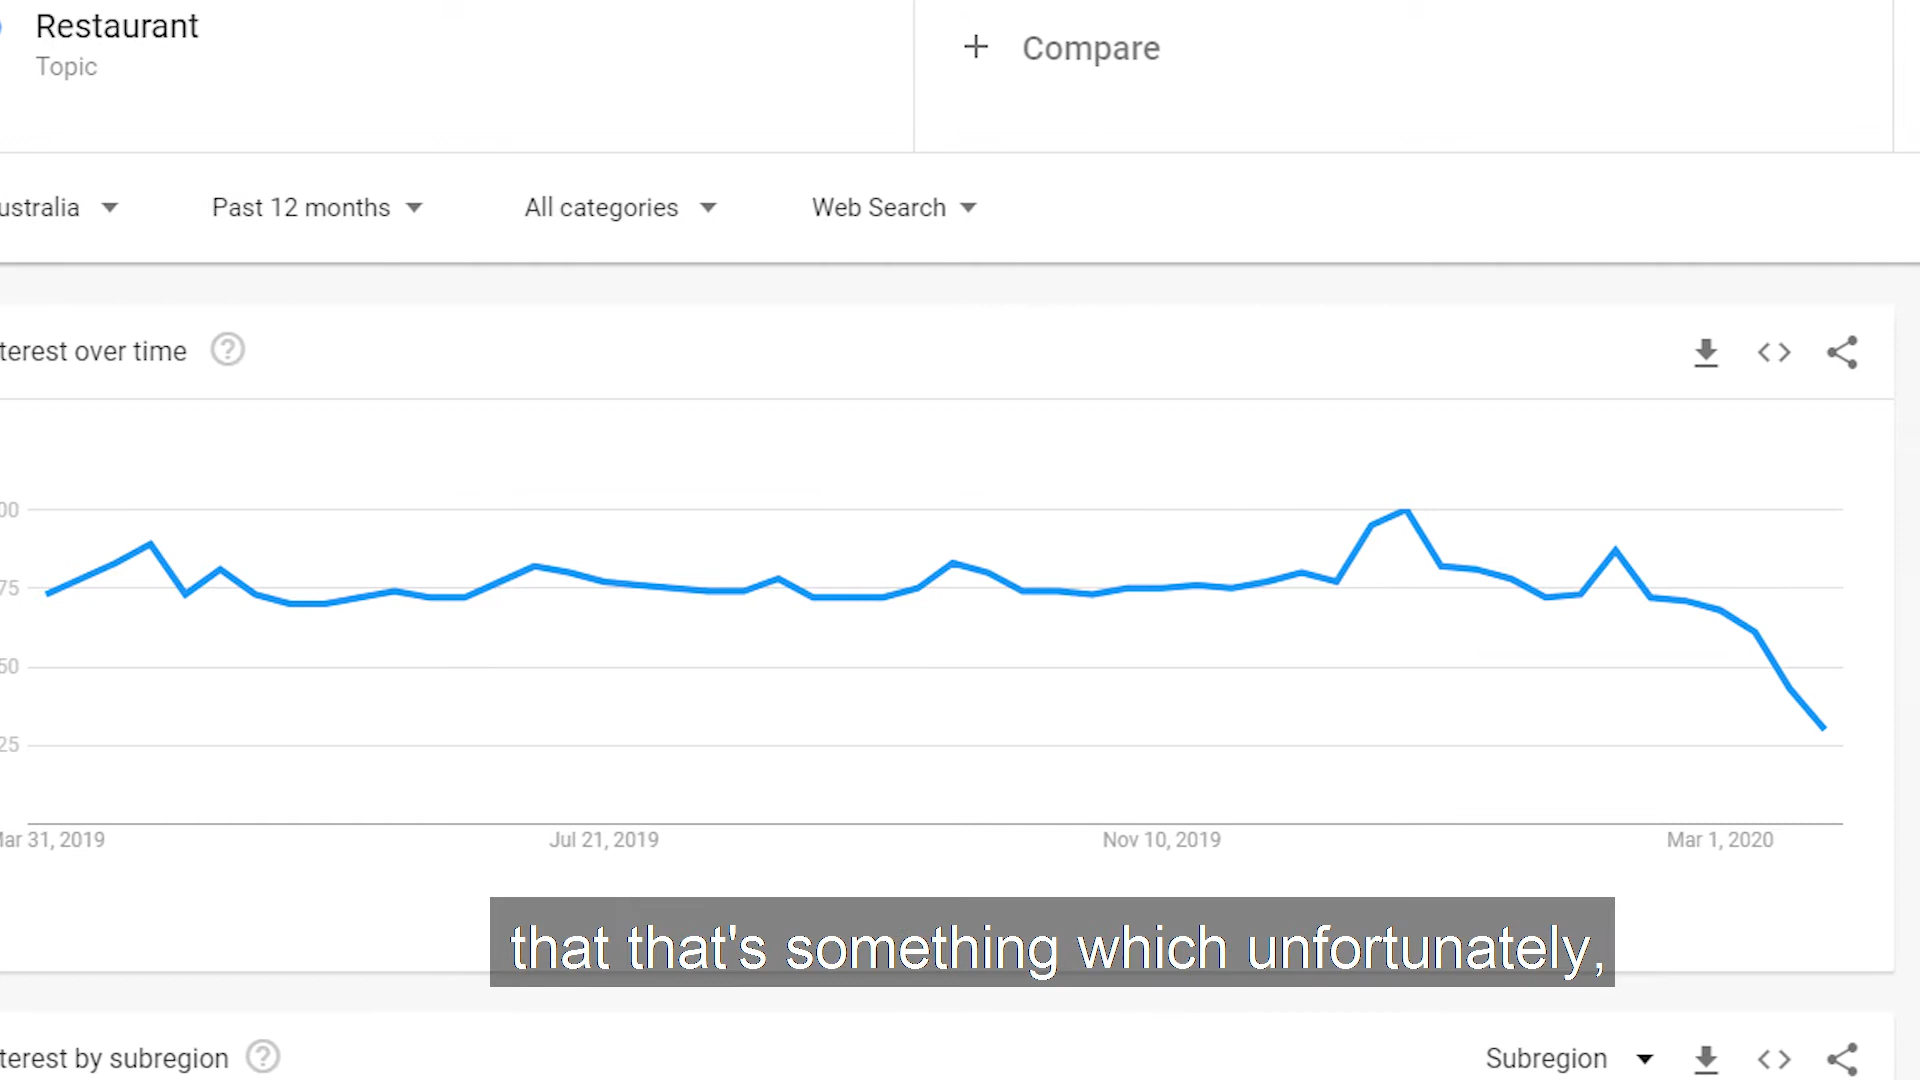 Restaurant
Topic
+ Compare
ustralia
Past 12 months
All categories
Web Search
terest over time
00
75
50
25
Mar 31, 2019
Jul 21, 2019
Nov 10, 2019
Mar 1, 2020
that that's something which unfortunately,
terest by subregion
Subregion